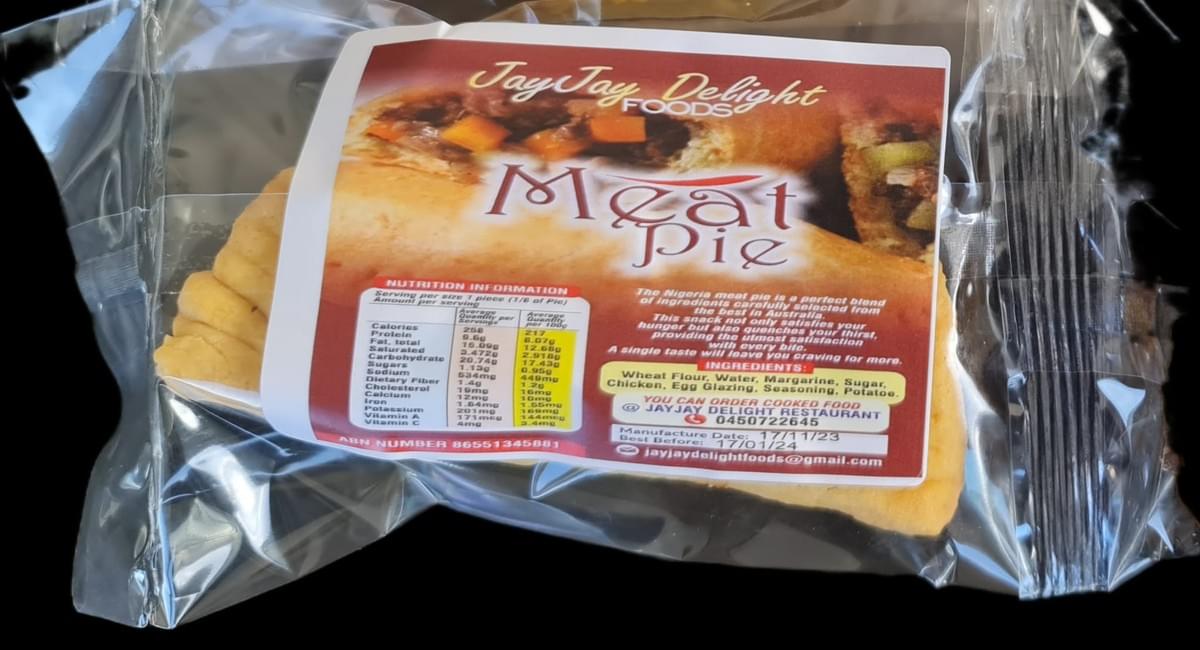 JayJay Delight
FOODS
Meat
Pie
NUTRITION INFORMATION
Serving per size 1 piece (1/6 of Pie)
Amount per serving
Average Quantity per Servings Average Quantity per 100g
Calories 258 217
Protein 9.6g 8.07g
Fat, total 15.09g 12.68g
Saturated 3.472g 2.918g
Carbohydrate 20.74g 17.43g
Sugars 1.13g 0.95g
Sodium 534mg 449mg
Dietary Fiber 1.4g 1.2g
Cholesterol 19mg 16mg
Calcium 12mg 10mg
Iron 1.84mg 1.55mg
Potassium 201mg 169mg
Vitamin A 171mcg 144mcg
Vitamin C 4mg 3.4mg
ABN NUMBER 86551345881
The Nigeria meat pie is a perfect blend
of ingredients carefully selected from
the best in Australia.
This snack not only satisfies your
hunger but also quenches your thirst,
providing the utmost satisfaction
with every bite.
A single taste will leave you craving for more.
INGREDIENTS:
Wheat Flour, Water, Margarine, Sugar,
Chicken, Egg Glazing, Seasoning, Potatoe.
YOU CAN ORDER COOKED FOOD
@ JAYJAY DELIGHT RESTAURANT
0450722645
Manufacture Date: 17/11/23
Best Before: 17/01/24
jayjaydelightfoods@gmail.com